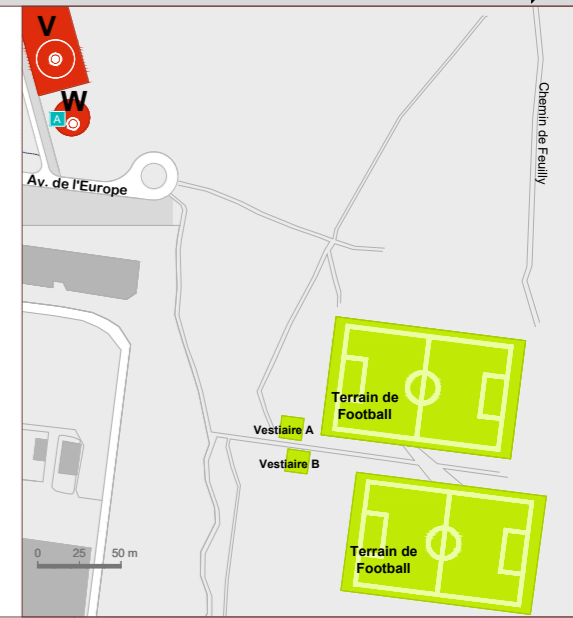 V
W
A
Chemin de Feuilly
Av. de l'Europe
Terrain de
Football
Vestiaire A
Vestiaire B
Terrain de
Football
0 25 50 m